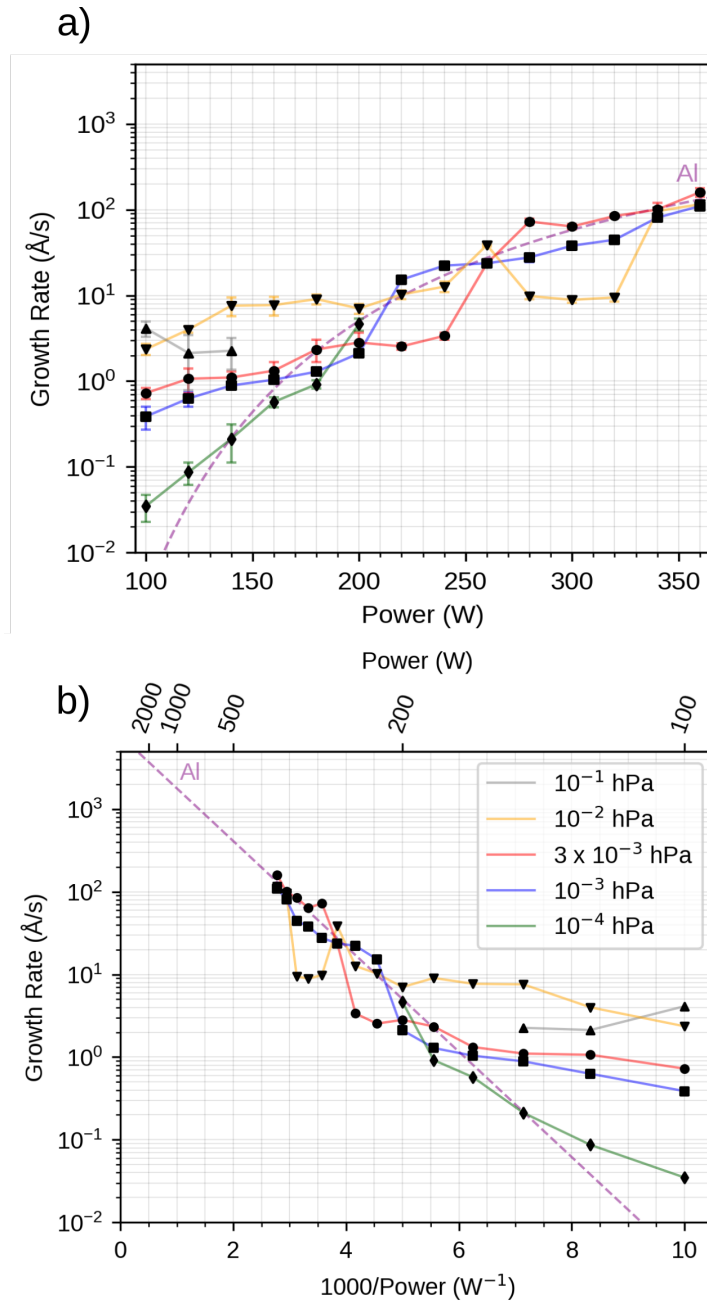 a)
10³
10²
10¹
10⁰
10⁻¹
10⁻²
Growth Rate (Å/s)
Al
100 150 200 250 300 350
Power (W)
Power (W)
b)
2000 1000 500 200 100
10³
10²
10¹
10⁰
10⁻¹
10⁻²
Growth Rate (Å/s)
Al
10⁻¹ hPa
10⁻² hPa
3 x 10⁻³ hPa
10⁻³ hPa
10⁻⁴ hPa
0 2 4 6 8 10
1000/Power (W⁻¹)